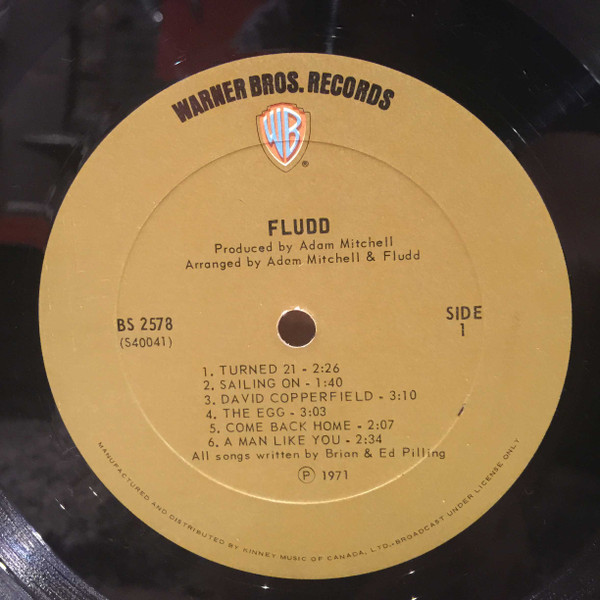 WARNER BROS. RECORDS
WB
®
FLUDD
Produced by Adam Mitchell
Arranged by Adam Mitchell & Fludd
BS 2578
(S40041)
SIDE
1
1. TURNED 21 - 2:26
2. SAILING ON - 1:40
3. DAVID COPPERFIELD - 3:10
4. THE EGG - 3:03
5. COME BACK HOME - 2:07
6. A MAN LIKE YOU - 2:34
All songs written by Brian & Ed Pilling
℗ 1971
MANUFACTURED AND DISTRIBUTED BY KINNEY MUSIC OF CANADA, LTD.-BROADCAST UNDER LICENSE ONLY